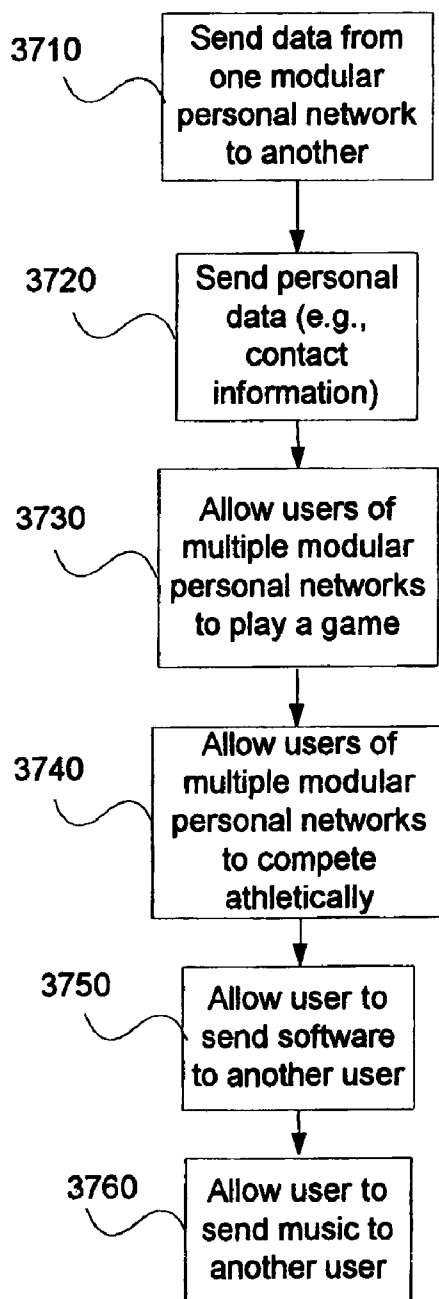 3710
Send data from
one modular
personal network
to another
3720
Send personal
data (e.g.,
contact
information)
3730
Allow users of
multiple modular
personal networks
to play a game
3740
Allow users of
multiple modular
personal networks
to compete
athletically
3750
Allow user to
send software
to another user
3760
Allow user to
send music to
another user